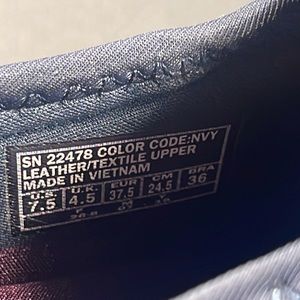 SN 22478 COLOR CODE:NVY
LEATHER/TEXTILE UPPER
MADE IN VIETNAM
U.S. U.K. EUR CM BRA
7.5 4.5 37.5 24.5 36